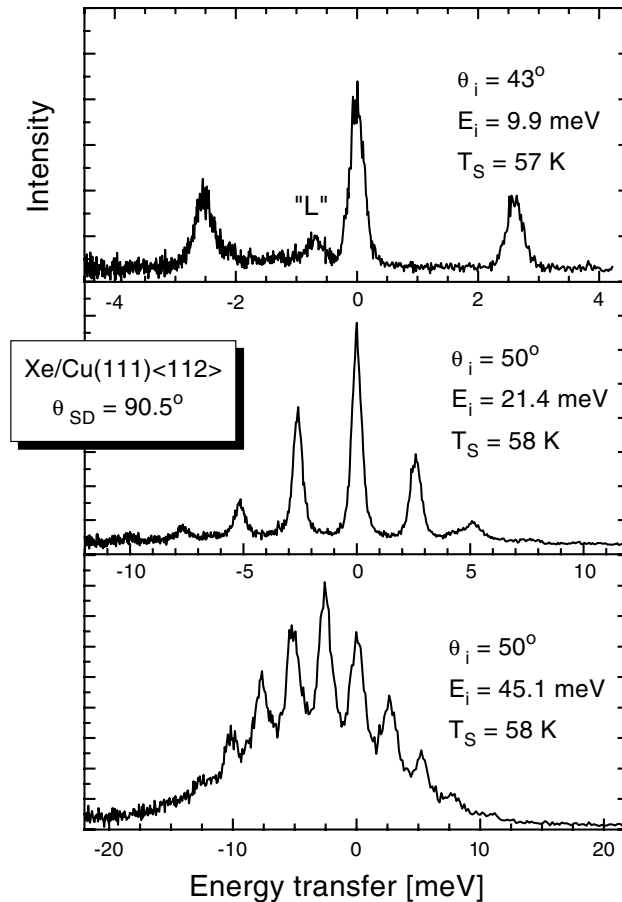 Intensity
"L"
θ i = 43°
E i = 9.9 meV
T S = 57 K
-4 -2 0 2 4
Xe/Cu(111)<112>
θ SD = 90.5°
θ i = 50°
E i = 21.4 meV
T S = 58 K
-10 -5 0 5 10
θ i = 50°
E i = 45.1 meV
T S = 58 K
-20 -10 0 10 20
Energy transfer [meV]